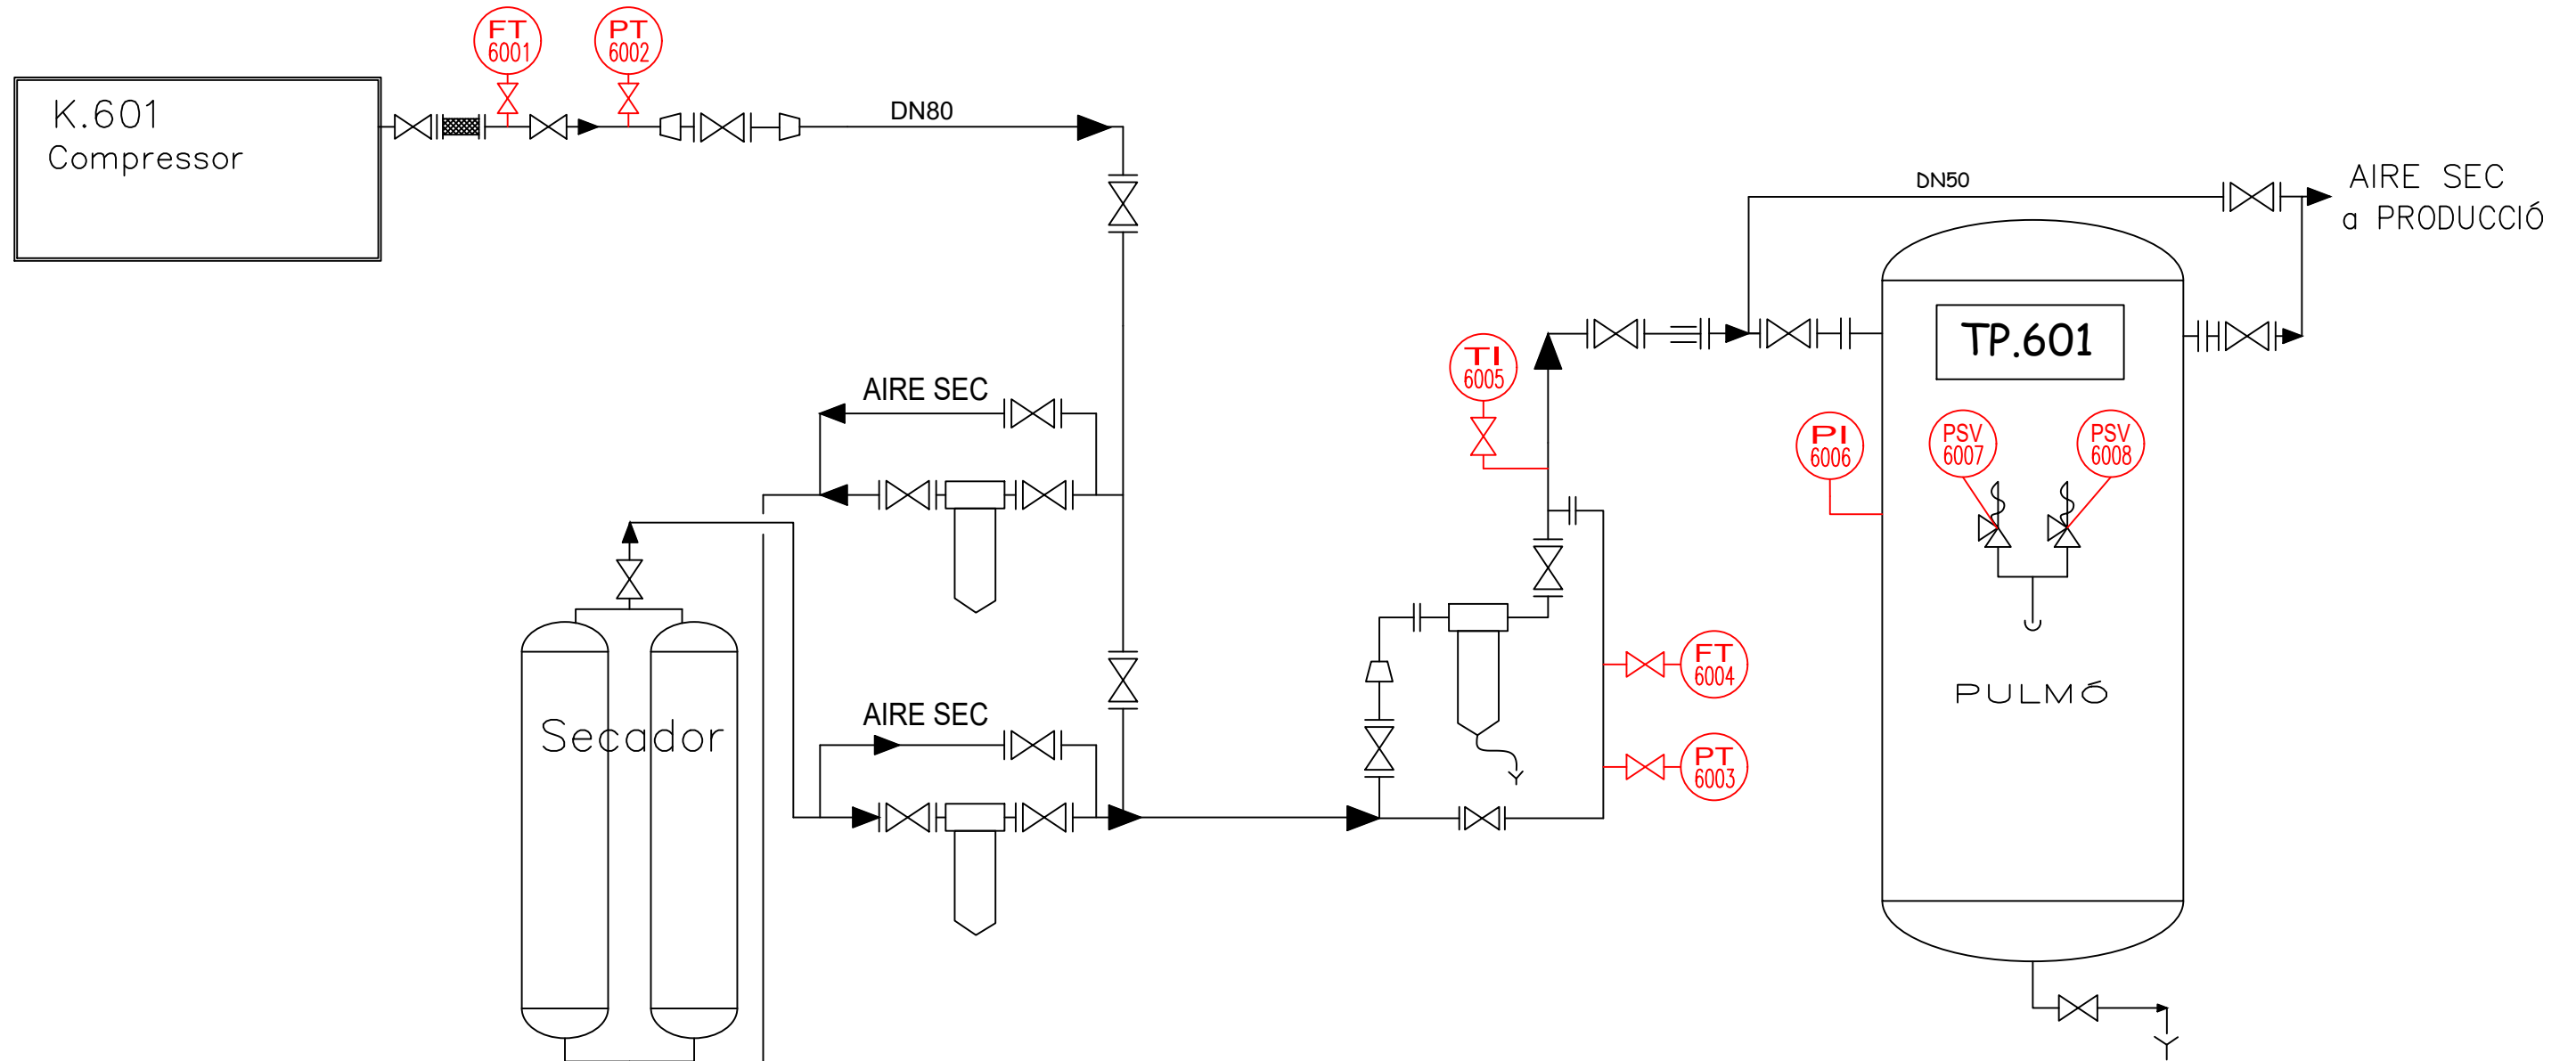 FT
6001
PT
6002
K.601
Compressor
DN80
DN50
AIRE SEC
a PRODUCCIÓ
TP.601
TI
6005
AIRE SEC
PI
6006
PSV
6007
PSV
6008
FT
6004
PULMÓ
AIRE SEC
Secador
PT
6003